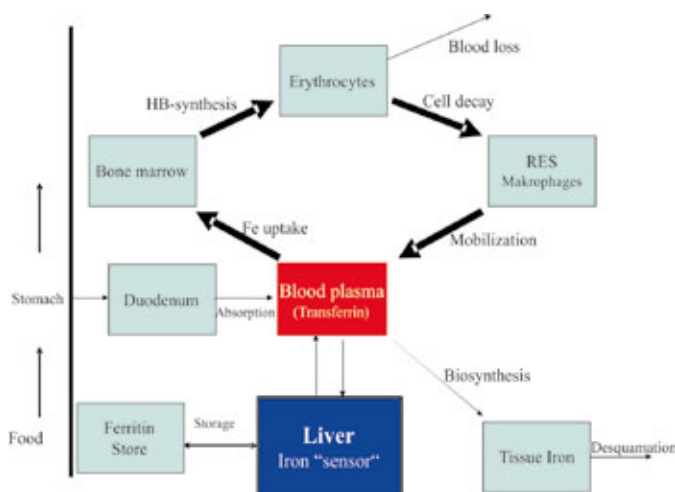 Blood loss
Erythrocytes
HB-synthesis
Cell decay
Bone marrow
RES
Makrophages
Fe uptake
Mobilization
Stomach
Duodenum
Absorption
Blood plasma
(Transferrin)
Biosynthesis
Food
Ferritin
Store
Storage
Liver
Iron “sensor“
Tissue Iron
Desquamation